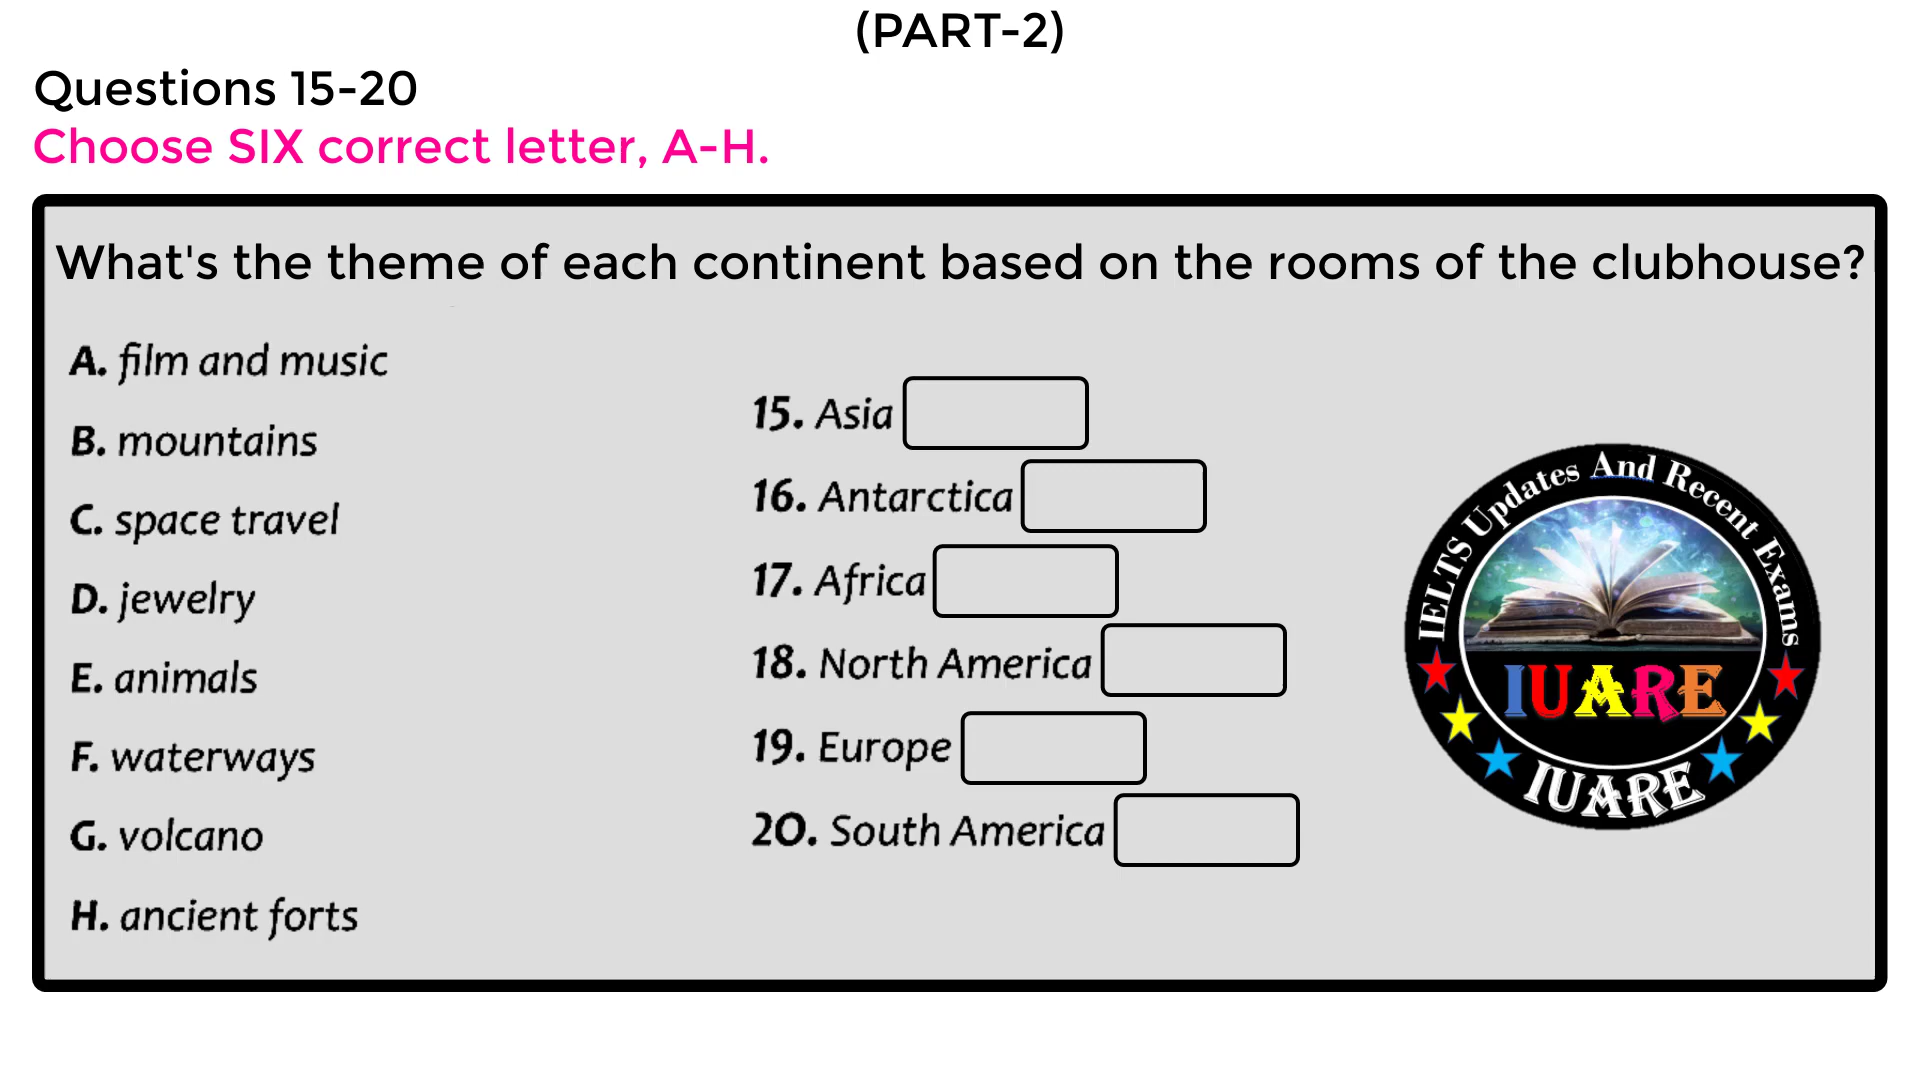 (PART-2)
Questions 15-20
Choose SIX correct letter, A-H.
What's the theme of each continent based on the rooms of the clubhouse?
A. film and music
B. mountains
C. space travel
D. jewelry
E. animals
F. waterways
G. volcano
H. ancient forts
15. Asia
16. Antarctica
17. Africa
18. North America
19. Europe
20. South America
IELTS Updates And Recent Exams
IUARE
IUARE